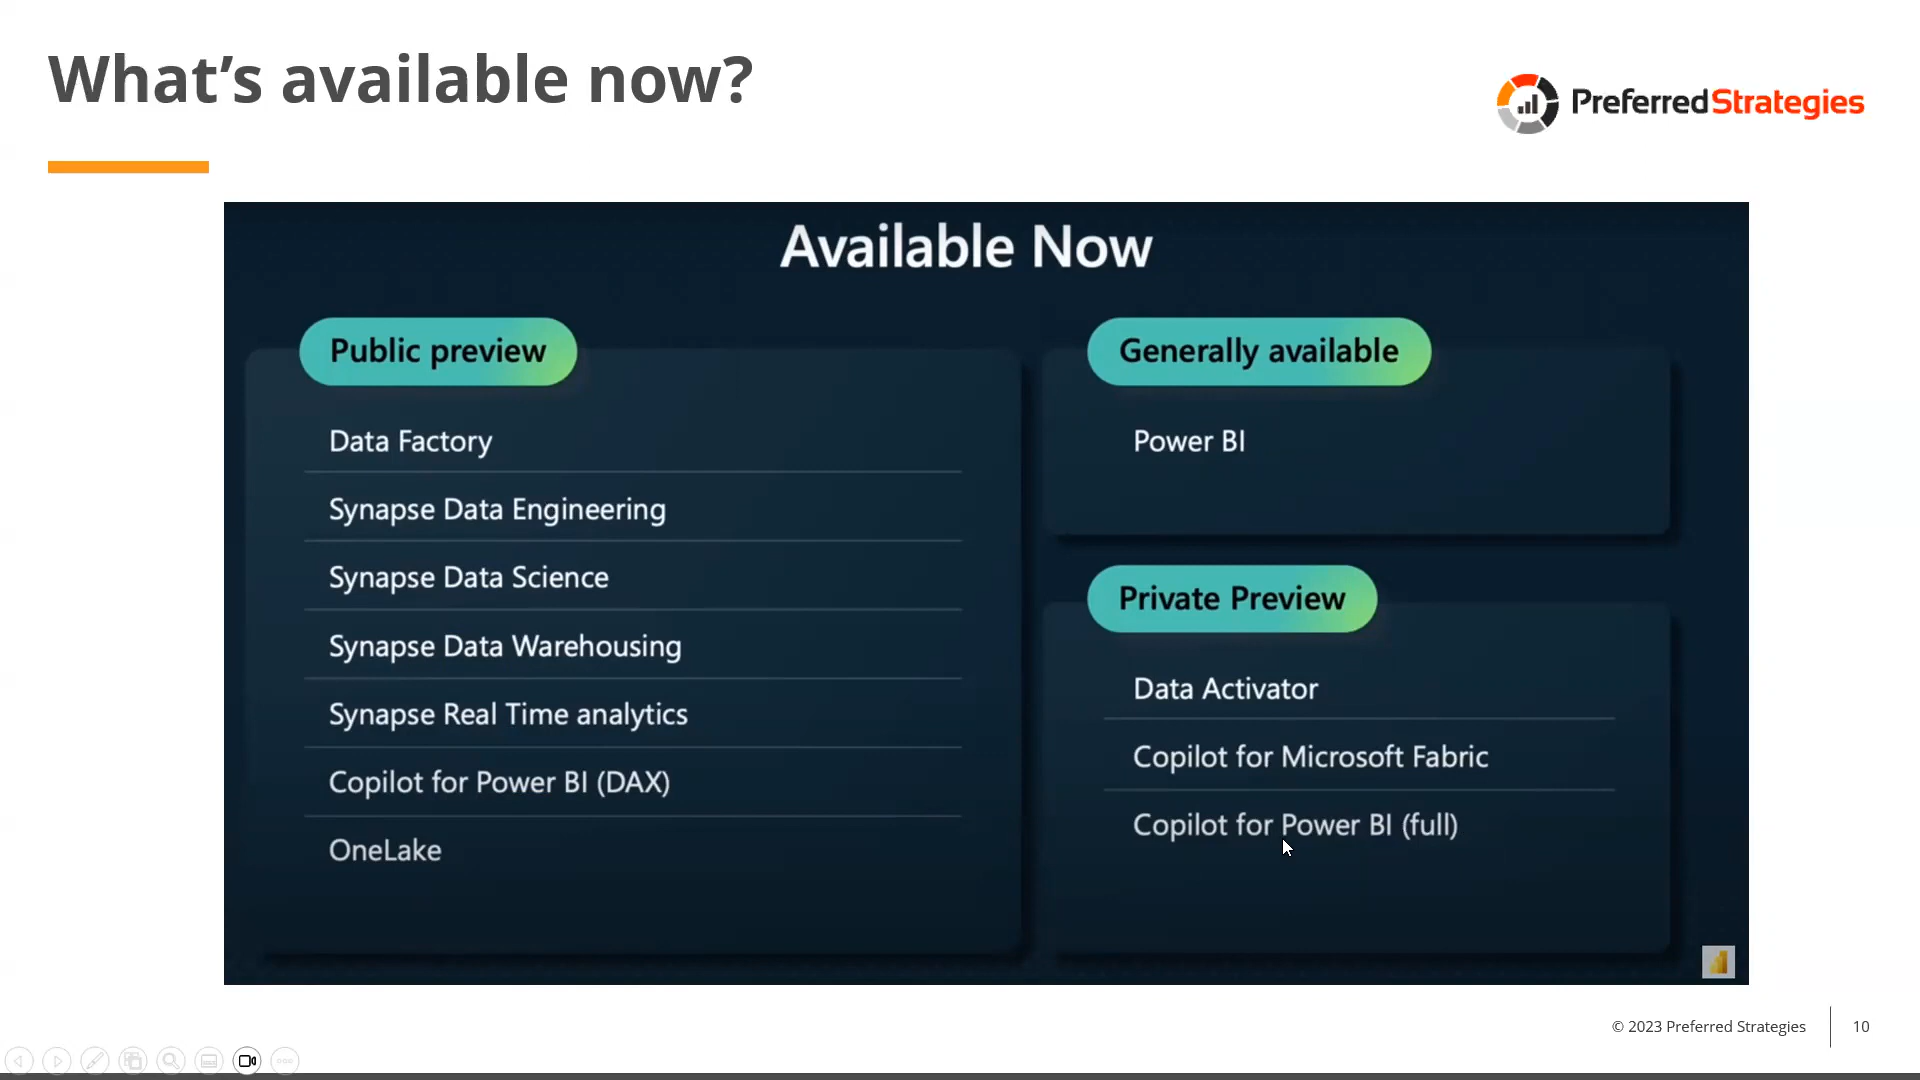 What’s available now?
PreferredStrategies
Available Now
Public preview
Data Factory
Synapse Data Engineering
Synapse Data Science
Synapse Data Warehousing
Synapse Real Time analytics
Copilot for Power BI (DAX)
OneLake
Generally available
Power BI
Private Preview
Data Activator
Copilot for Microsoft Fabric
Copilot for Power BI (full)
© 2023 Preferred Strategies
10